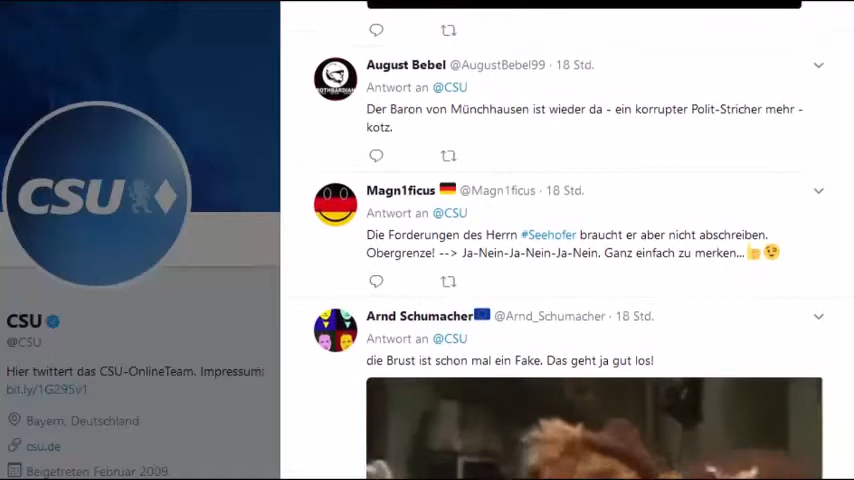 CSU
CSU
@CSU
Hier twittert das CSU-OnlineTeam. Impressum:
bit.ly/1G295v1
Bayern, Deutschland
csu.de
Beigetreten Februar 2009
August Bebel @AugustBebel99 · 18 Std.
Antwort an @CSU
Der Baron von Münchhausen ist wieder da - ein korrupter Polit-Stricher mehr -
kotz.
Magn1ficus @Magn1ficus · 18 Std.
Antwort an @CSU
Die Forderungen des Herrn #Seehofer braucht er aber nicht abschreiben.
Obergrenze! --> Ja-Nein-Ja-Nein-Ja-Nein. Ganz einfach zu merken...👍😉
Arnd Schumacher @Arnd_Schumacher · 18 Std.
Antwort an @CSU
die Brust ist schon mal ein Fake. Das geht ja gut los!